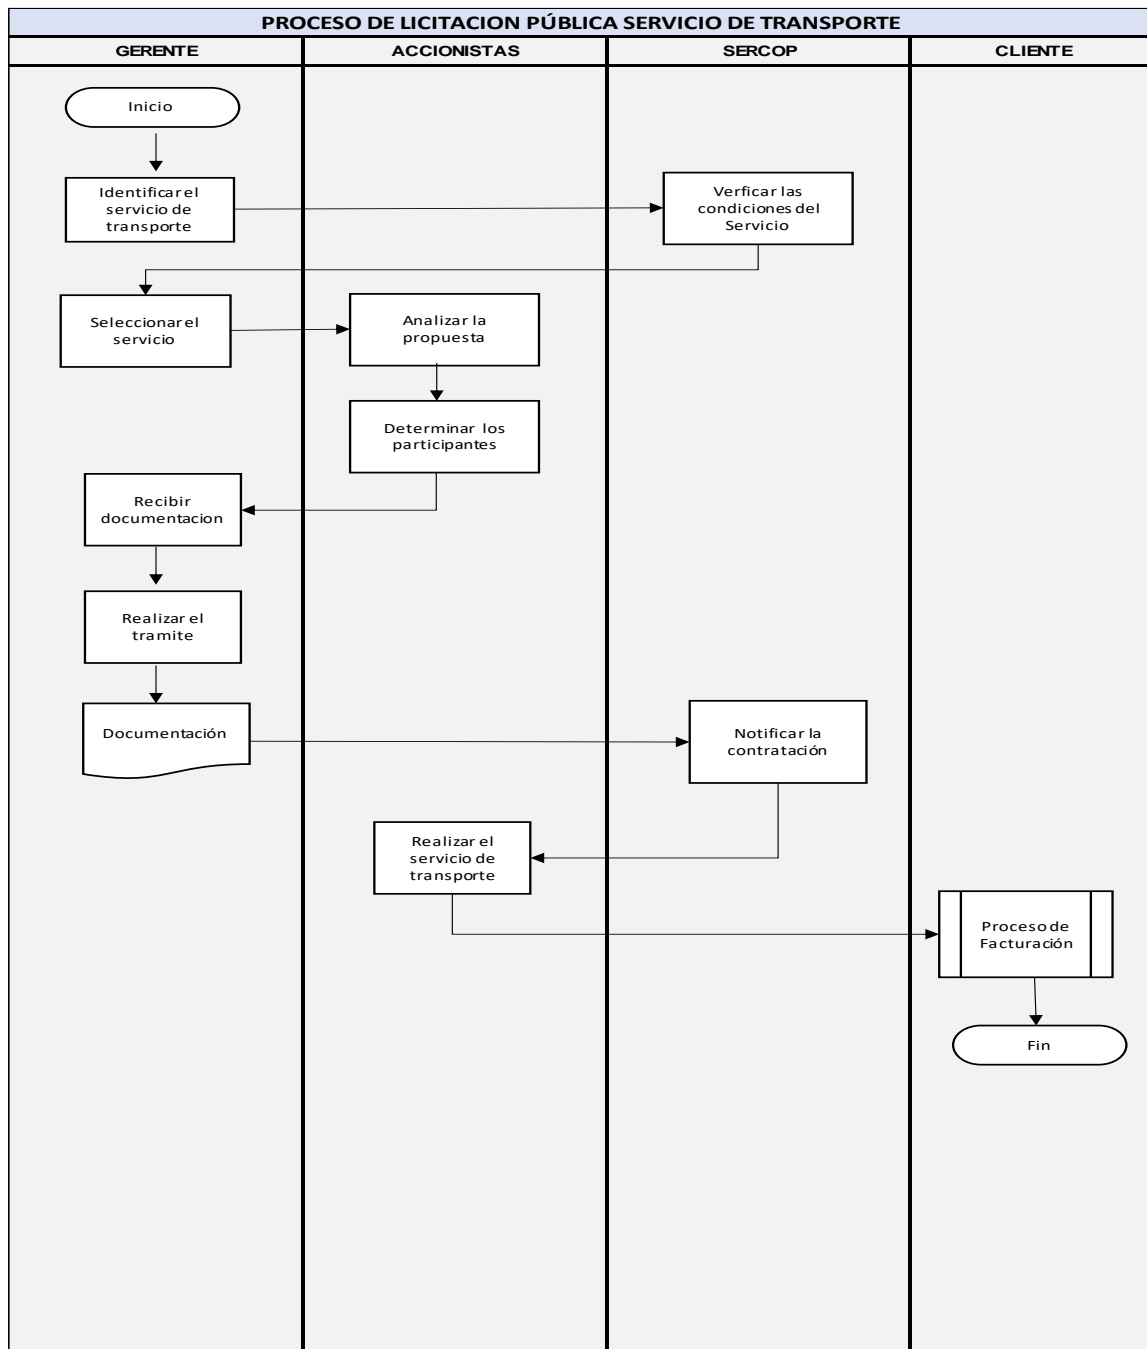 PROCESO DE LICITACION PÚBLICA SERVICIO DE TRANSPORTE
GERENTE
ACCIONISTAS
SERCOP
CLIENTE
Inicio
Identificar el
servicio de
transporte
Verficar las
condiciones del
Servicio
Seleccionar el
servicio
Analizar la
propuesta
Determinar los
participantes
Recibir
documentacion
Realizar el
tramite
Documentación
Notificar la
contratación
Realizar el
servicio de
transporte
Proceso de
Facturación
Fin